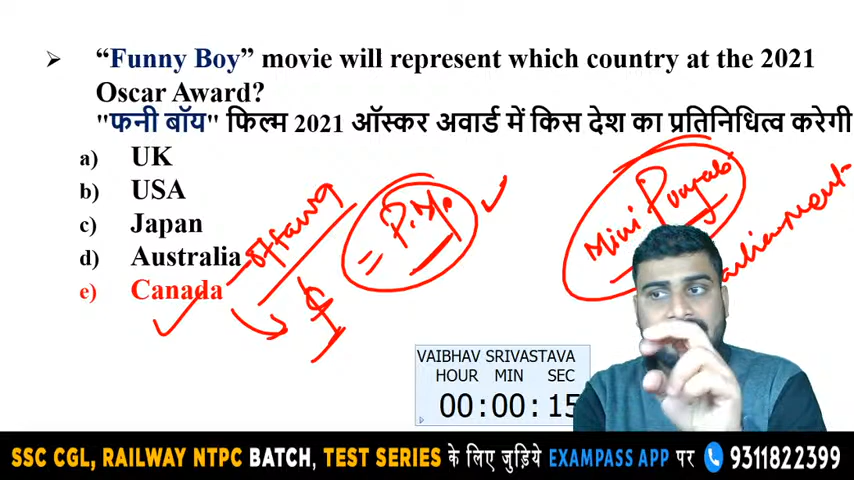 ➢ “Funny Boy” movie will represent which country at the 2021
Oscar Award?
"फनी बॉय" फिल्म 2021 ऑस्कर अवार्ड में किस देश का प्रतिनिधित्व करेगी
a) UK
b) USA
c) Japan
d) Australia
e) Canada
= P.M.
Mini Punjab
VAIBHAV SRIVASTAVA
HOUR MIN SEC
00:00:15
SSC CGL, RAILWAY NTPC BATCH, TEST SERIES के लिए जुड़िये EXAMPASS APP पर 9311822399